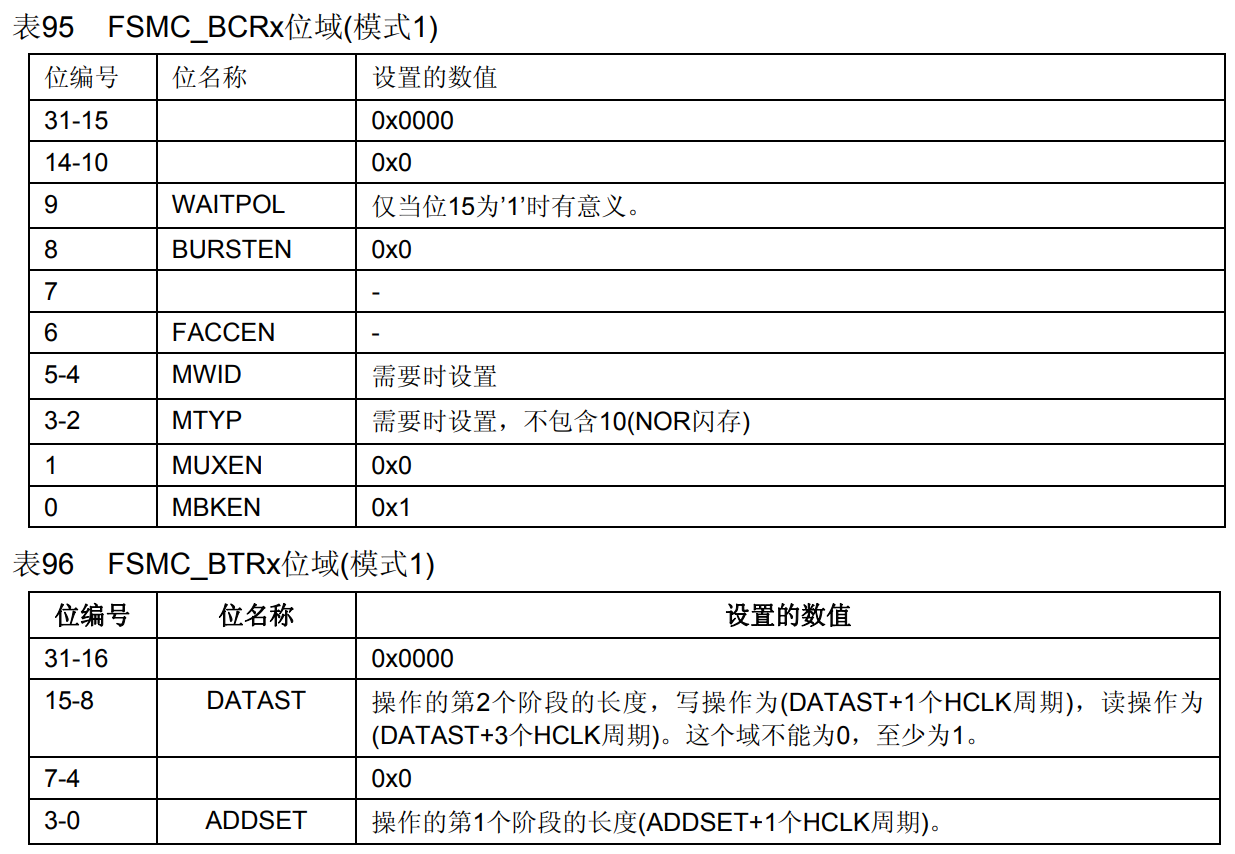 表95 FSMC_BCRx位域(模式1)
位编号 位名称 设置的数值
31-15 0x0000
14-10 0x0
9 WAITPOL 仅当位15为’1’时有意义。
8 BURSTEN 0x0
7 -
6 FACCEN -
5-4 MWID 需要时设置
3-2 MTYP 需要时设置，不包含10(NOR闪存)
1 MUXEN 0x0
0 MBKEN 0x1
表96 FSMC_BTRx位域(模式1)
位编号 位名称 设置的数值
31-16 0x0000
15-8 DATAST 操作的第2个阶段的长度，写操作为(DATAST+1个HCLK周期)，读操作为
(DATAST+3个HCLK周期)。这个域不能为0，至少为1。
7-4 0x0
3-0 ADDSET 操作的第1个阶段的长度(ADDSET+1个HCLK周期)。